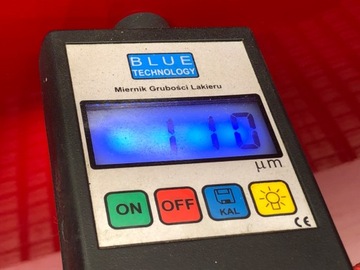 BLUE
TECHNOLOGY
Miernik Grubości Lakieru
110
μm
ON
OFF
KAL
CE